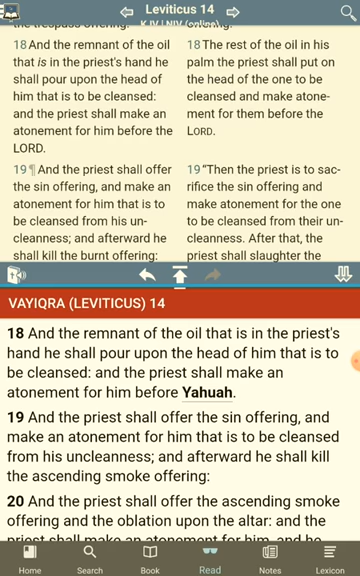 Leviticus 14
KJV | NIV (online)
the trespass offering:
18 And the remnant of the oil
that is in the priest's hand he
shall pour upon the head of
him that is to be cleansed:
and the priest shall make an
atonement for him before the
LORD.
19 ¶ And the priest shall offer
the sin offering, and make an
atonement for him that is to
be cleansed from his un-
cleanness; and afterward he
shall kill the burnt offering:
18 The rest of the oil in his
palm the priest shall put on
the head of the one to be
cleansed and make atone-
ment for them before the
LORD.
19 “Then the priest is to sac-
rifice the sin offering and
make atonement for the one
to be cleansed from their un-
cleanness. After that, the
priest shall slaughter the
VAYIQRA (LEVITICUS) 14
18 And the remnant of the oil that is in the priest's
hand he shall pour upon the head of him that is to
be cleansed: and the priest shall make an
atonement for him before Yahuah.
19 And the priest shall offer the sin offering, and
make an atonement for him that is to be cleansed
from his uncleanness; and afterward he shall kill
the ascending smoke offering:
20 And the priest shall offer the ascending smoke
offering and the oblation upon the altar: and the
priest shall make an atonement for him, and he
Home
Search
Book
Read
Notes
Lexicon